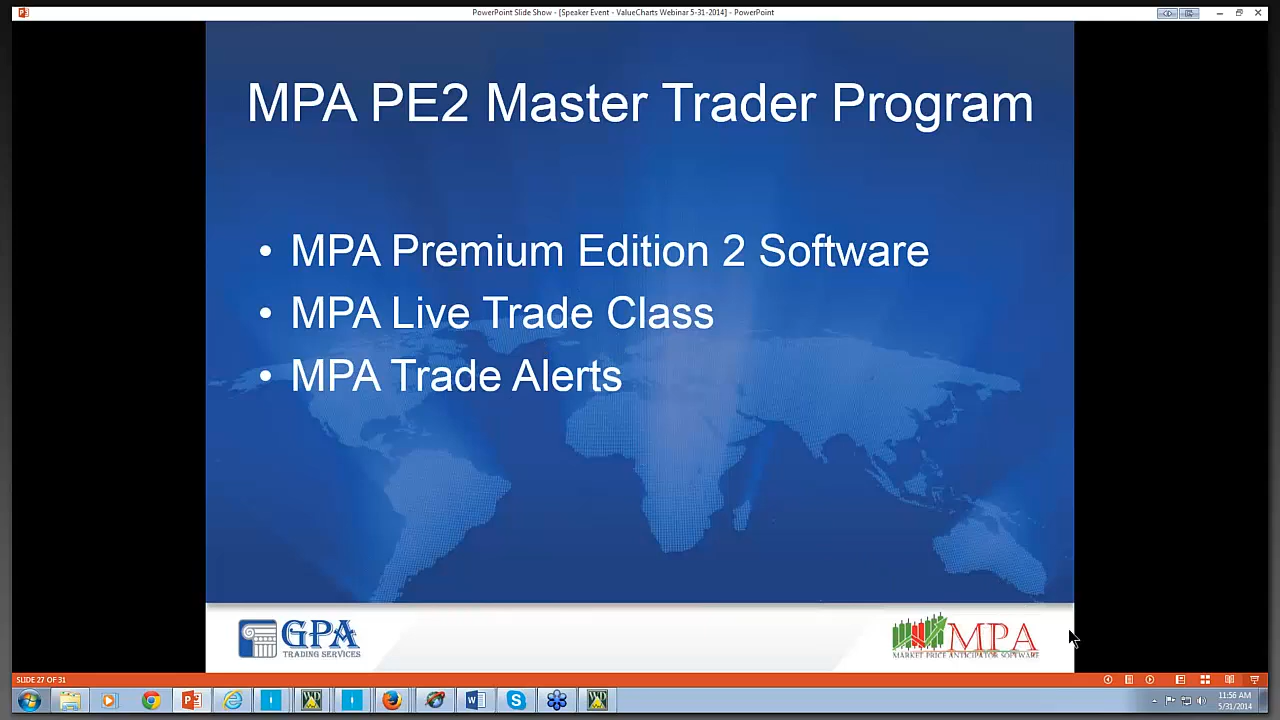 PowerPoint Slide Show - [Speaker Event - ValueCharts Webinar 5-31-2014] - PowerPoint
MPA PE2 Master Trader Program
• MPA Premium Edition 2 Software
• MPA Live Trade Class
• MPA Trade Alerts
GPA
TRADING SERVICES
MPA
MARKET PRICE ANTICIPATOR SOFTWARE
SLIDE 27 OF 31
11:56 AM
5/31/2014